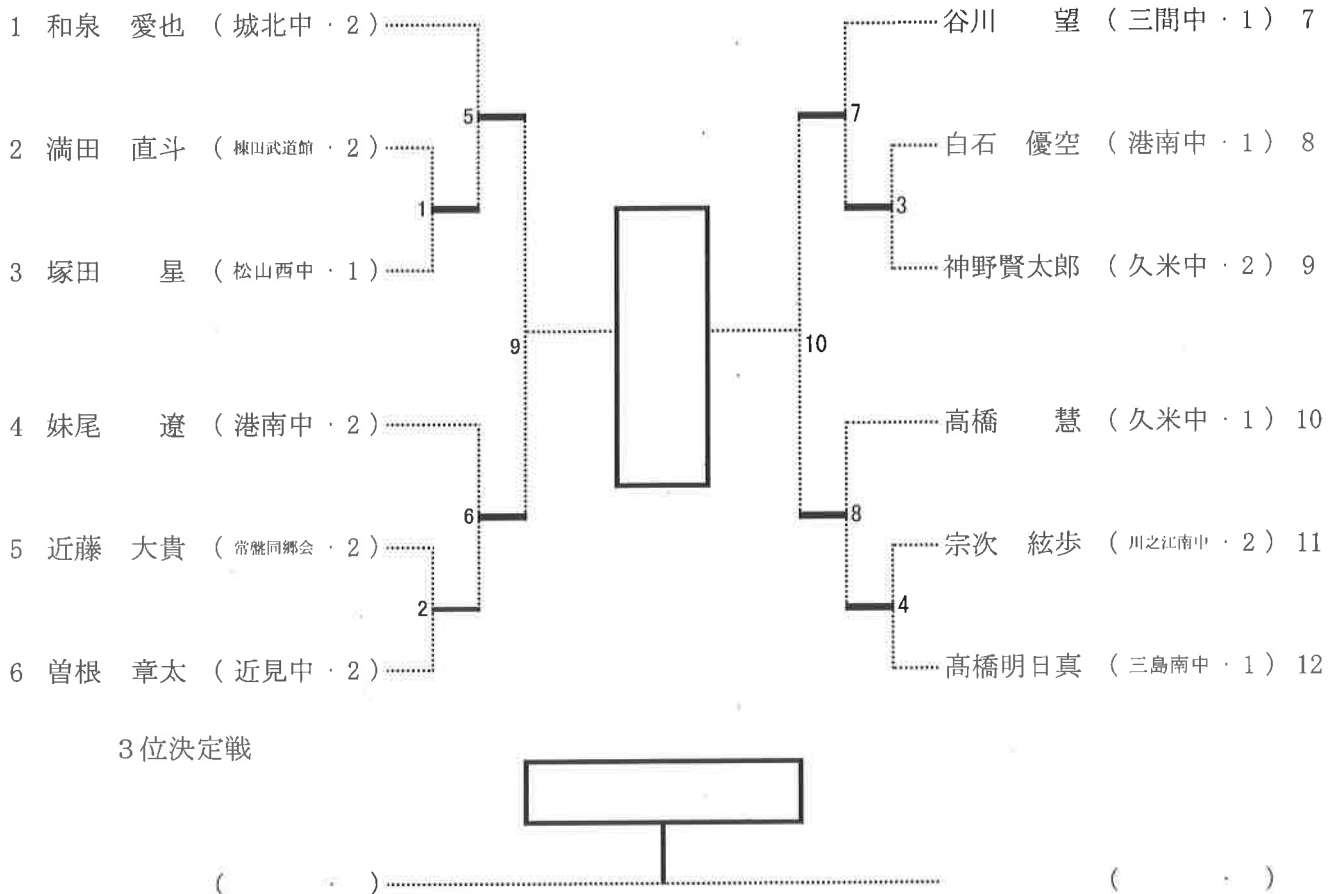 1 和泉 愛也 ( 城北中 ・ 2 )
2 満田 直斗 ( 棟田武道館 ・ 2 )
3 塚田 星 ( 松山西中 ・ 1 )
4 妹尾 遼 ( 港南中 ・ 2 )
5 近藤 大貴 ( 常盤同郷会 ・ 2 )
6 曽根 章太 ( 近見中 ・ 2 )
5
1
9
6
2
谷川 望 ( 三間中 ・ 1 ) 7
白石 優空 ( 港南中 ・ 1 ) 8
神野賢太郎 ( 久米中 ・ 2 ) 9
高橋 慧 ( 久米中 ・ 1 ) 10
宗次 絃歩 ( 川之江南中 ・ 2 ) 11
髙橋明日真 ( 三島南中 ・ 1 ) 12
7
3
10
8
4
3位決定戦
( ・ )
( ・ )